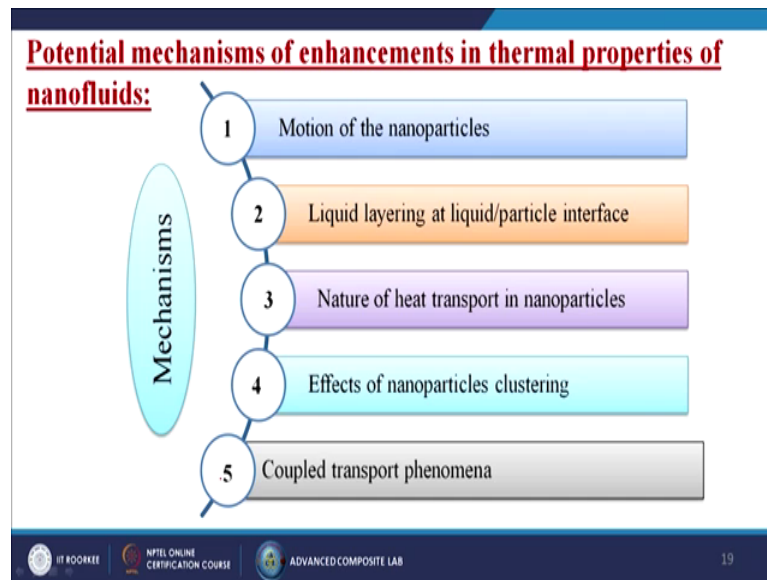 Potential mechanisms of enhancements in thermal properties of
nanofluids:
Mechanisms
1 Motion of the nanoparticles
2 Liquid layering at liquid/particle interface
3 Nature of heat transport in nanoparticles
4 Effects of nanoparticles clustering
5 Coupled transport phenomena
IIT ROORKEE
NPTEL ONLINE
CERTIFICATION COURSE
ADVANCED COMPOSITE LAB
19